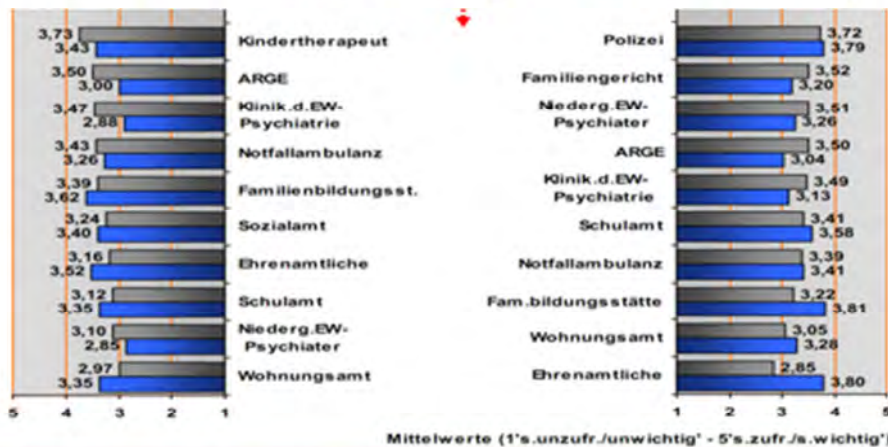 3,73
3,43
Kindertherapeut
3,50
3,00
ARGE
3,47
2,88
Klinik.d.EW-
Psychiatrie
3,43
3,26
Notfallambulanz
3,39
3,62
Familienbildungsst.
3,24
3,40
Sozialamt
3,16
3,52
Ehrenamtliche
3,12
3,35
Schulamt
3,10
2,85
Niederg.EW-
Psychiater
2,97
3,35
Wohnungsamt
5 4 3 2 1
Polizei
3,72
3,79
Familiengericht
3,52
3,20
Niederg.EW-
Psychiater
3,51
3,26
ARGE
3,50
3,04
Klinik.d.EW-
Psychiatrie
3,49
3,13
Schulamt
3,41
3,58
Notfallambulanz
3,39
3,41
Fam.bildungsstätte
3,22
3,81
Wohnungsamt
3,05
3,28
Ehrenamtliche
2,85
3,80
1 2 3 4 5
Mittelwerte (1's.unzufr./unwichtig' - 5's.zufr./s.wichtig'